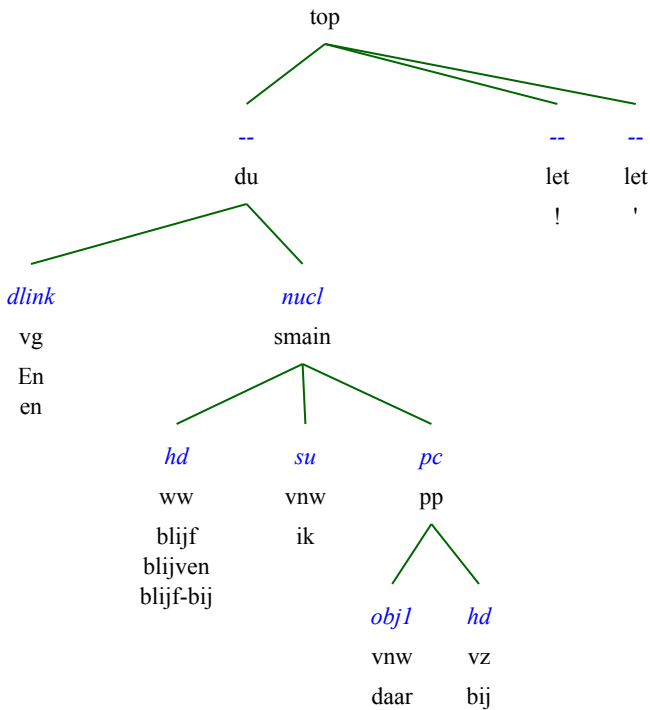 top
-- -- --
du let let
! '
dlink nucl
vg smain
En
en
hd su pc
ww vnw pp
blijf ik
blijven
blijf-bij
obj1 hd
vnw vz
daar bij